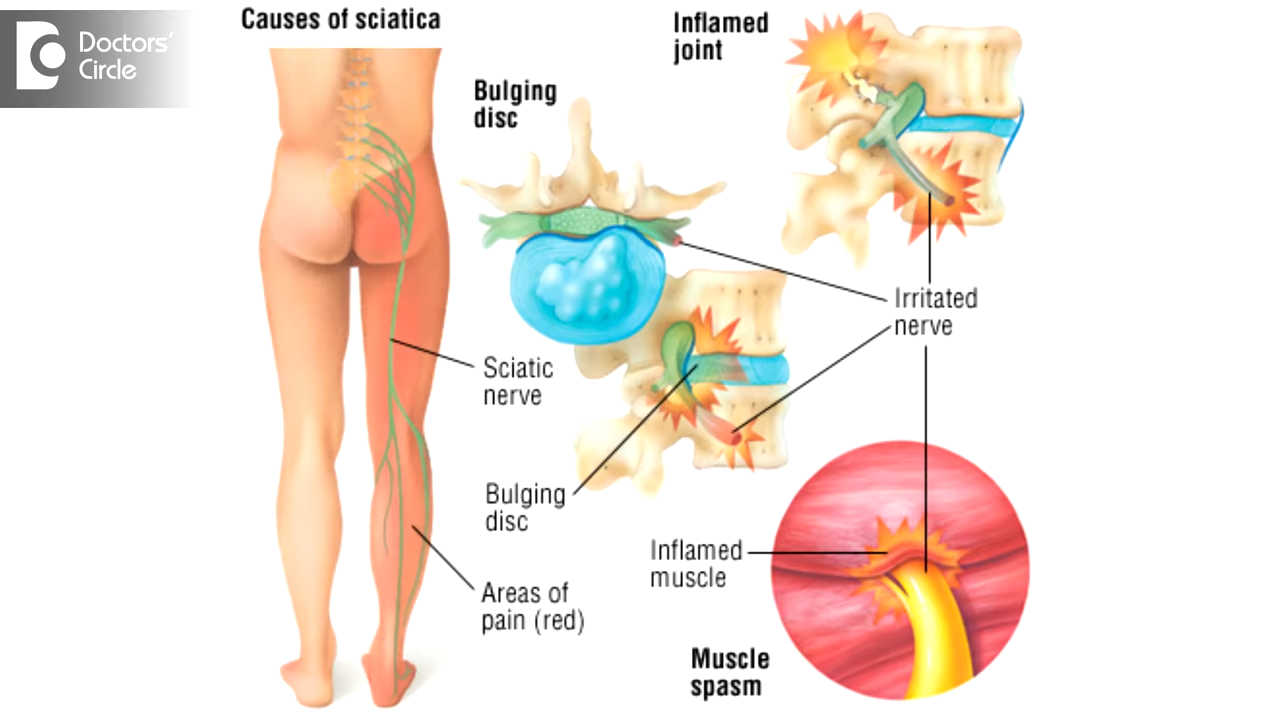 Doctors'
Circle
Causes of sciatica
Inflamed
joint
Bulging
disc
Irritated
nerve
Sciatic
nerve
Bulging
disc
Inflamed
muscle
Areas of
pain (red)
Muscle
spasm